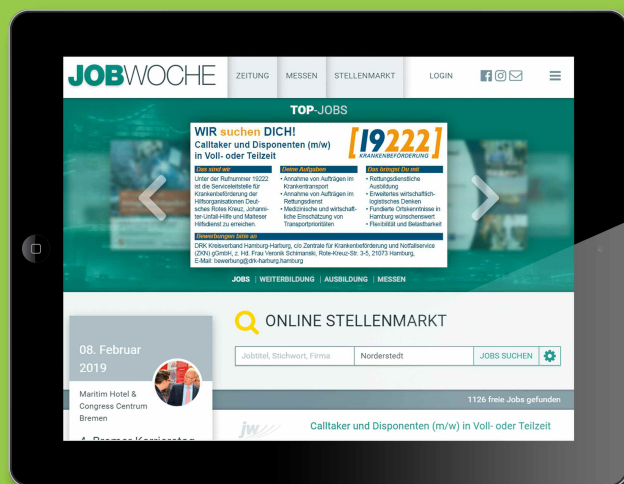 JOBWOCHE
ZEITUNG
MESSEN
STELLENMARKT
LOGIN
TOP-JOBS
WIR suchen DICH!
Calltaker und Disponenten (m/w)
in Voll- oder Teilzeit
[19222]
KRANKENBEFÖRDERUNG
Das sind wir
Unter der Rufnummer 19222
ist die Serviceleitstelle für
Krankenbeförderung der
Hilfsorganisationen Deut-
sches Rotes Kreuz, Johanni-
ter-Unfall-Hilfe und Malteser
Hilfsdienst zu erreichen.
Deine Aufgaben
• Annahme von Aufträgen im
Krankentransport
• Annahme von Aufträgen im
Rettungsdienst
• Medizinische und wirtschaft-
liche Einschätzung von
Transportprioritäten
Das bringst Du mit
• Rettungsdienstliche
Ausbildung
• Erweitertes wirtschaftlich-
logistisches Denken
• Fundierte Ortskenntnisse in
Hamburg wünschenswert
• Flexibilität und Belastbarkeit
Bewerbungen bitte an
DRK Kreisverband Hamburg-Harburg, c/o Zentrale für Krankenbeförderung und Notfallservice
(ZKN) gGmbH, z. Hd. Frau Veronik Schimanski, Rote-Kreuz-Str. 3-5, 21073 Hamburg,
E-Mail: bewerbung@drk-harburg.hamburg
JOBS | WEITERBILDUNG | AUSBILDUNG | MESSEN
ONLINE STELLENMARKT
Jobtitel, Stichwort, Firma
Norderstedt
JOBS SUCHEN
08. Februar
2019
Maritim Hotel &
Congress Centrum
Bremen
4. Bremer Karrieretag
1126 freie Jobs gefunden
jw
Calltaker und Disponenten (m/w) in Voll- oder Teilzeit